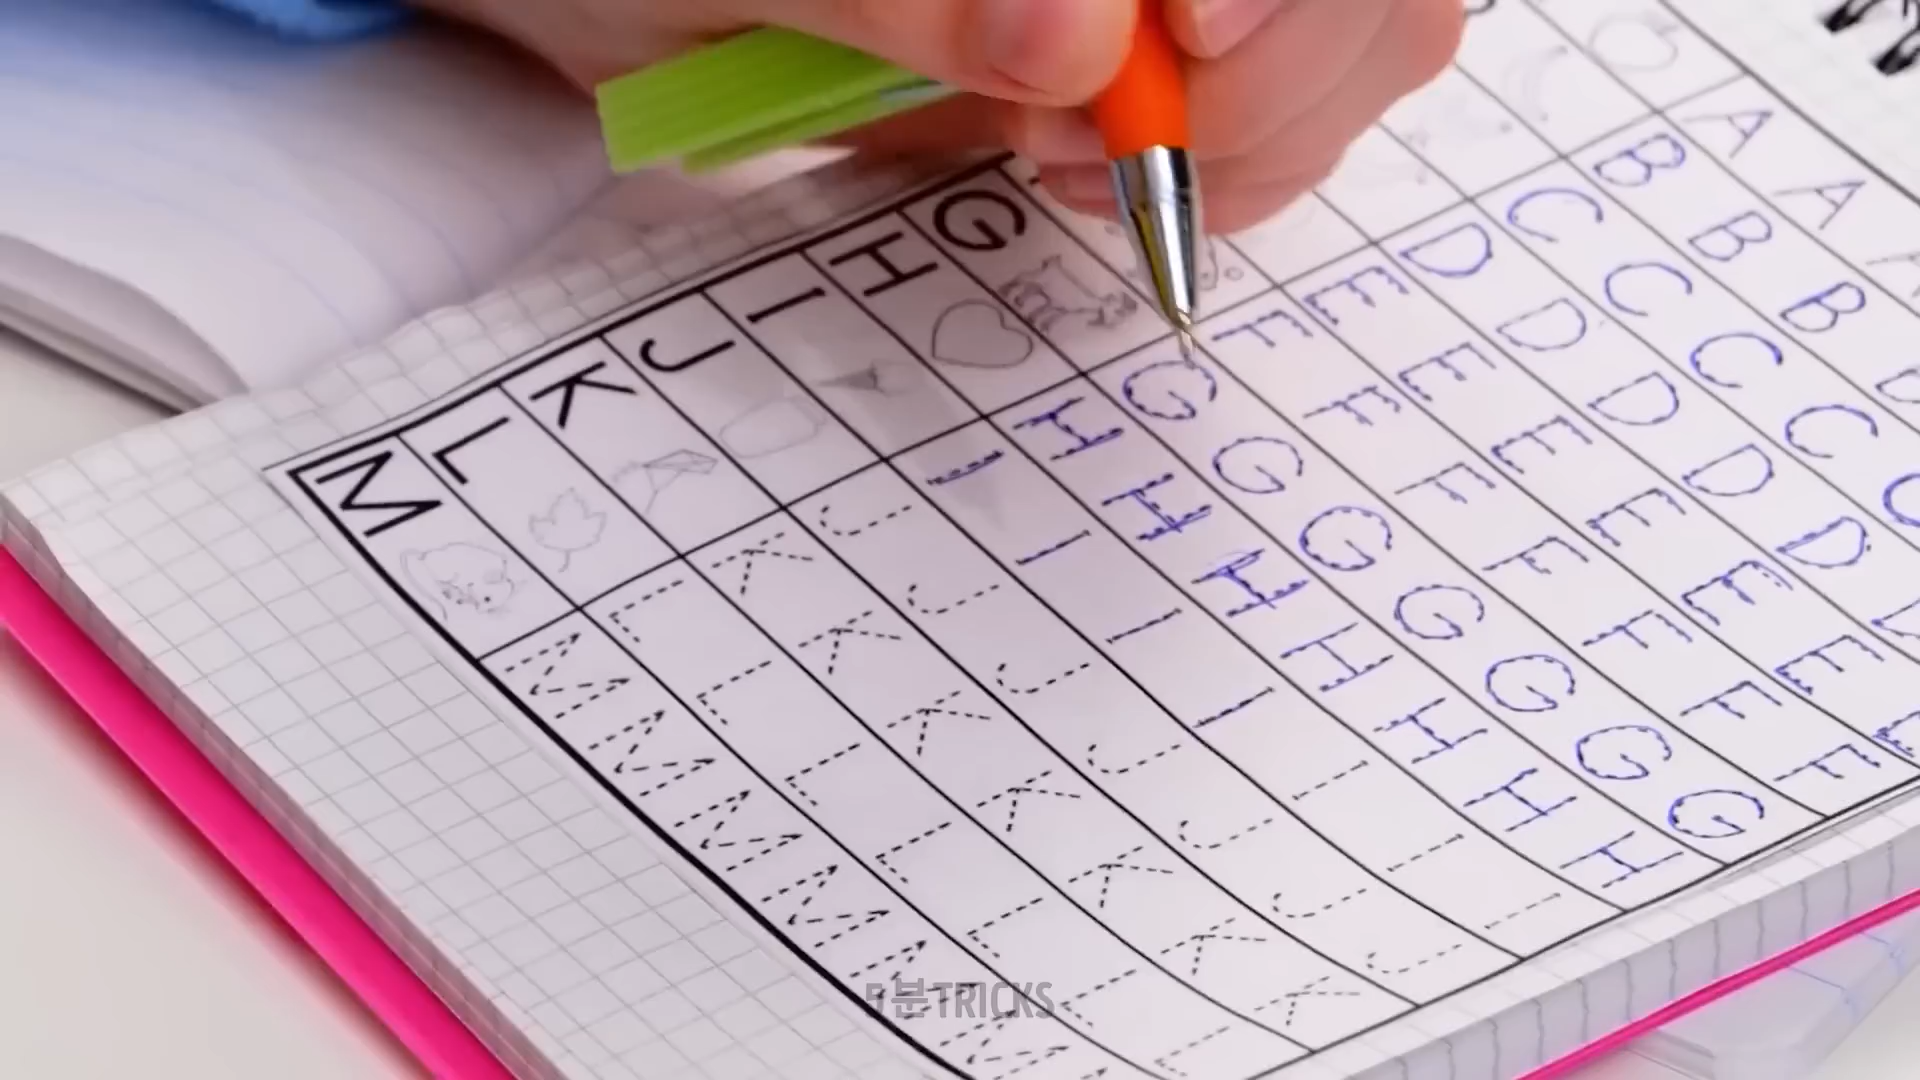 A A A
B B B
C C C C C
D D D D D
E E E E E E E
F F F F F F F
G G G G G G G G
H H H H H H H H
I I I I I I I I
J J J J J J J J
K K K K K K K K
L L L L L L L L
M M M M M M M
5분TRICKS